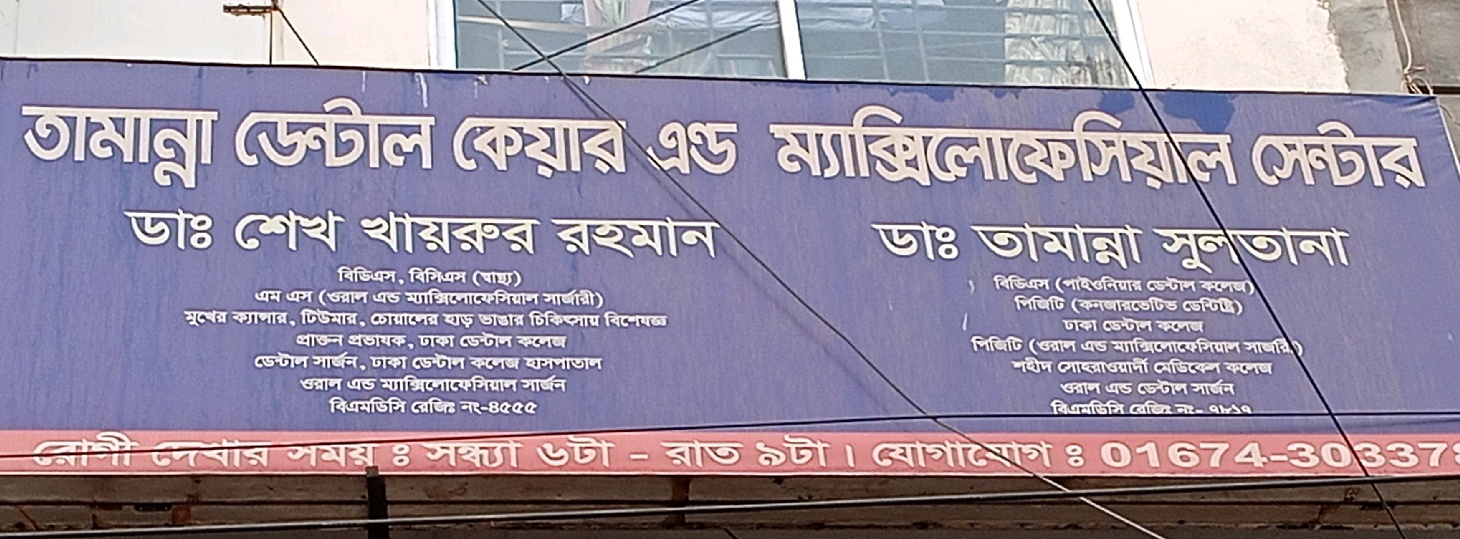 তামান্না ডেন্টাল কেয়ার এন্ড ম্যাক্সিলোফেসিয়াল সেন্টার
ডাঃ শেখ খায়রুর রহমান
বিডিএস, বিসিএস (স্বাস্থ্য)
এম এস (ওরাল এন্ড ম্যাক্সিলোফেসিয়াল সার্জারী)
মুখের ক্যান্সার, টিউমার, চোয়ালের হাড় ভাঙার চিকিৎসায় বিশেষজ্ঞ
প্রাক্তন প্রভাষক, ঢাকা ডেন্টাল কলেজ
ডেন্টাল সার্জন, ঢাকা ডেন্টাল কলেজ হাসপাতাল
ওরাল এন্ড ম্যাক্সিলোফেসিয়াল সার্জন
বিএমডিসি রেজিঃ নং-৪৫৫৫
ডাঃ তামান্না সুলতানা
বিডিএস (পাইওনিয়ার ডেন্টাল কলেজ)
পিজিটি (কনজারভেটিভ ডেন্টিষ্ট্রি)
ঢাকা ডেন্টাল কলেজ
পিজিটি (ওরাল এন্ড ম্যাক্সিলোফেসিয়াল সার্জারি)
শহীদ সোহরাওয়ার্দী মেডিকেল কলেজ
ওরাল এন্ড ডেন্টাল সার্জন
বিএমডিসি রেজিঃ নং-
রোগী দেখার সময় ঃ সন্ধ্যা ৬টা - রাত ৯টা । যোগাযোগ ঃ 01674-303378